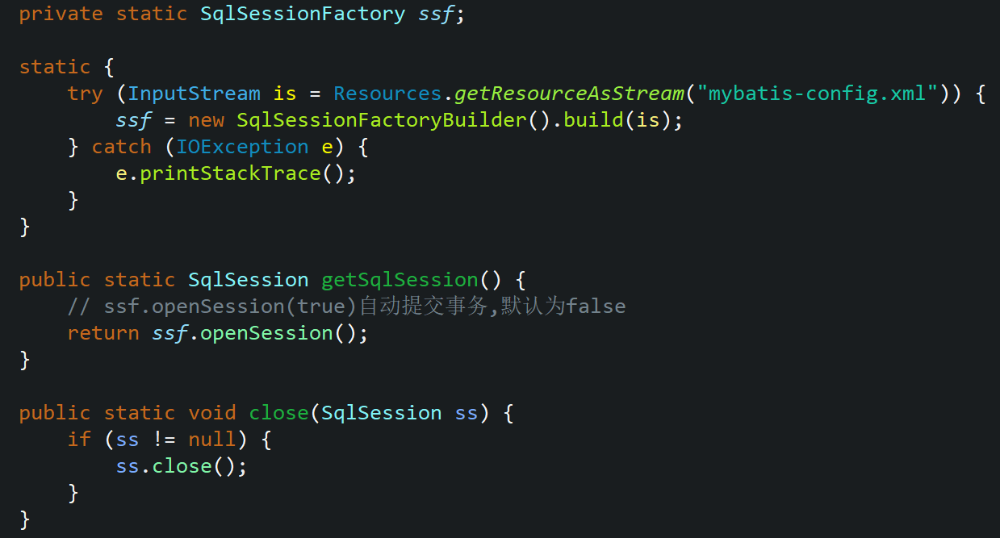 private static SqlSessionFactory ssf;
static {
    try (InputStream is = Resources.getResourceAsStream("mybatis-config.xml")) {
        ssf = new SqlSessionFactoryBuilder().build(is);
    } catch (IOException e) {
        e.printStackTrace();
    }
}
public static SqlSession getSqlSession() {
    // ssf.openSession(true)自动提交事务,默认为false
    return ssf.openSession();
}
public static void close(SqlSession ss) {
    if (ss != null) {
        ss.close();
    }
}